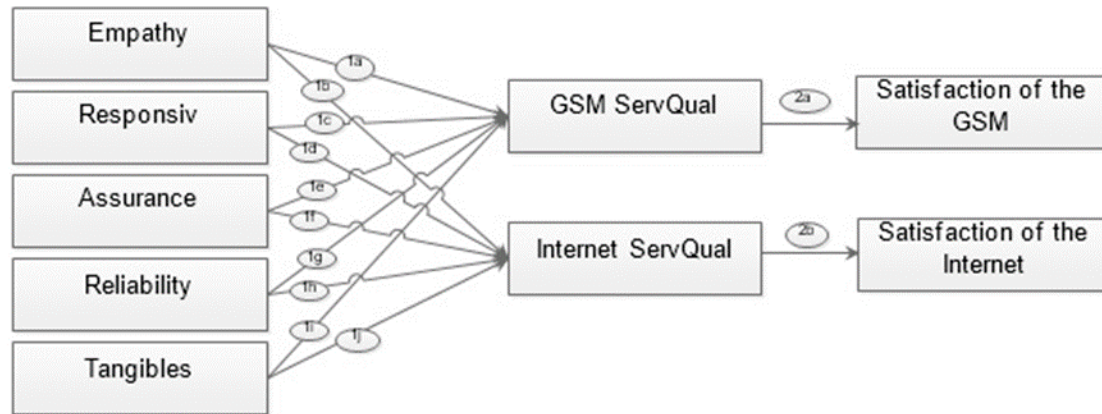 Empathy
Responsiv
Assurance
Reliability
Tangibles
1a
1b
1c
1d
1e
1f
1g
1h
1i
1j
GSM ServQual
Internet ServQual
2a
2b
Satisfaction of the
GSM
Satisfaction of the
Internet